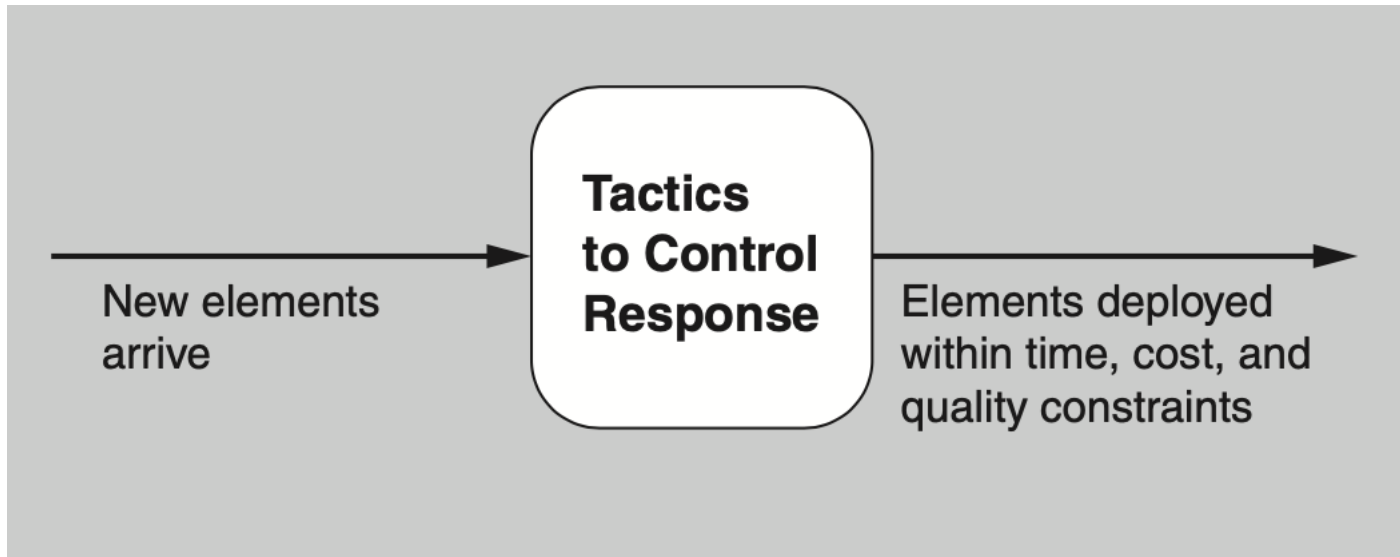 Tactics
to Control
Response
New elements
arrive
Elements deployed
within time, cost, and
quality constraints